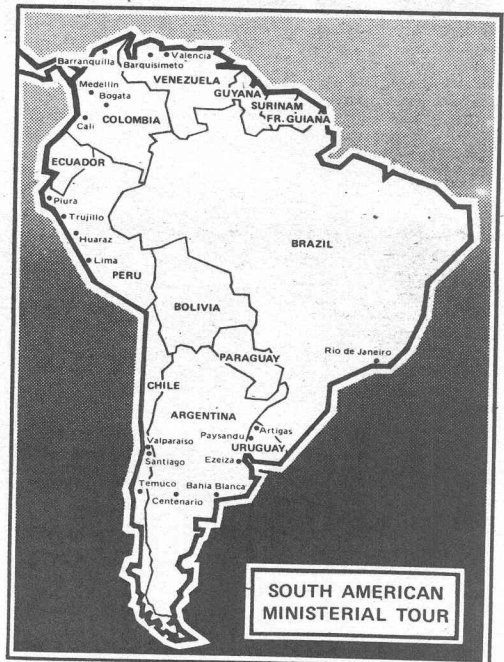 Valencia
Barranquilla
Barquisimeto
VENEZUELA
Medellin
GUYANA
Bogata
SURINAM
Cali
COLOMBIA
FR. GUIANA
ECUADOR
Piura
Trujillo
Huaraz
BRAZIL
Lima
PERU
BOLIVIA
PARAGUAY
Rio de Janeiro
CHILE
ARGENTINA
Artigas
Paysandu
Valparaiso
URUGUAY
Santiago
Ezeiza
Temuco
Bahia Blanca
Centenario
SOUTH AMERICAN
MINISTERIAL TOUR